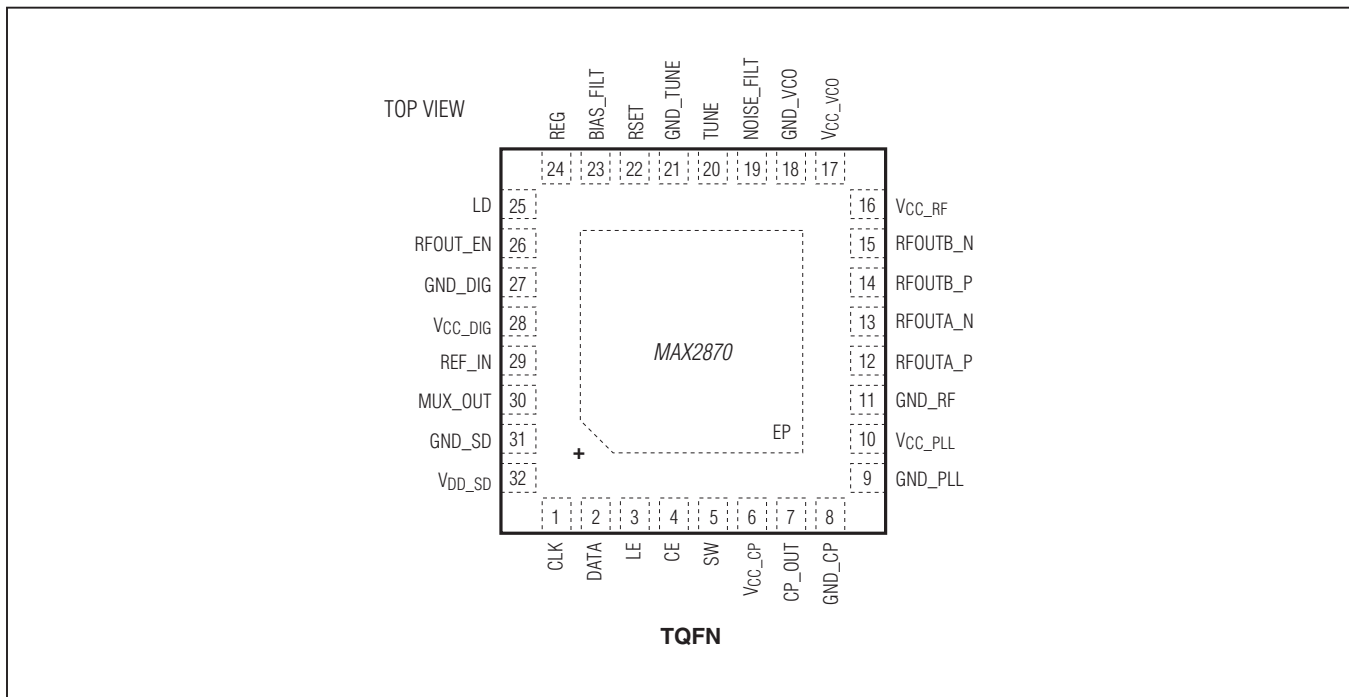 TOP VIEW
REG
BIAS_FILT
RSET
GND_TUNE
TUNE
NOISE_FILT
GND_VCO
VCC_VCO
24 23 22 21 20 19 18 17
LD 25
RFOUT_EN 26
GND_DIG 27
VCC_DIG 28
REF_IN 29
MUX_OUT 30
GND_SD 31
VDD_SD 32
16 VCC_RF
15 RFOUTB_N
14 RFOUTB_P
13 RFOUTA_N
12 RFOUTA_P
11 GND_RF
10 VCC_PLL
9 GND_PLL
MAX2870
EP
+
1 2 3 4 5 6 7 8
CLK
DATA
LE
CE
SW
VCC_CP
CP_OUT
GND_CP
TQFN